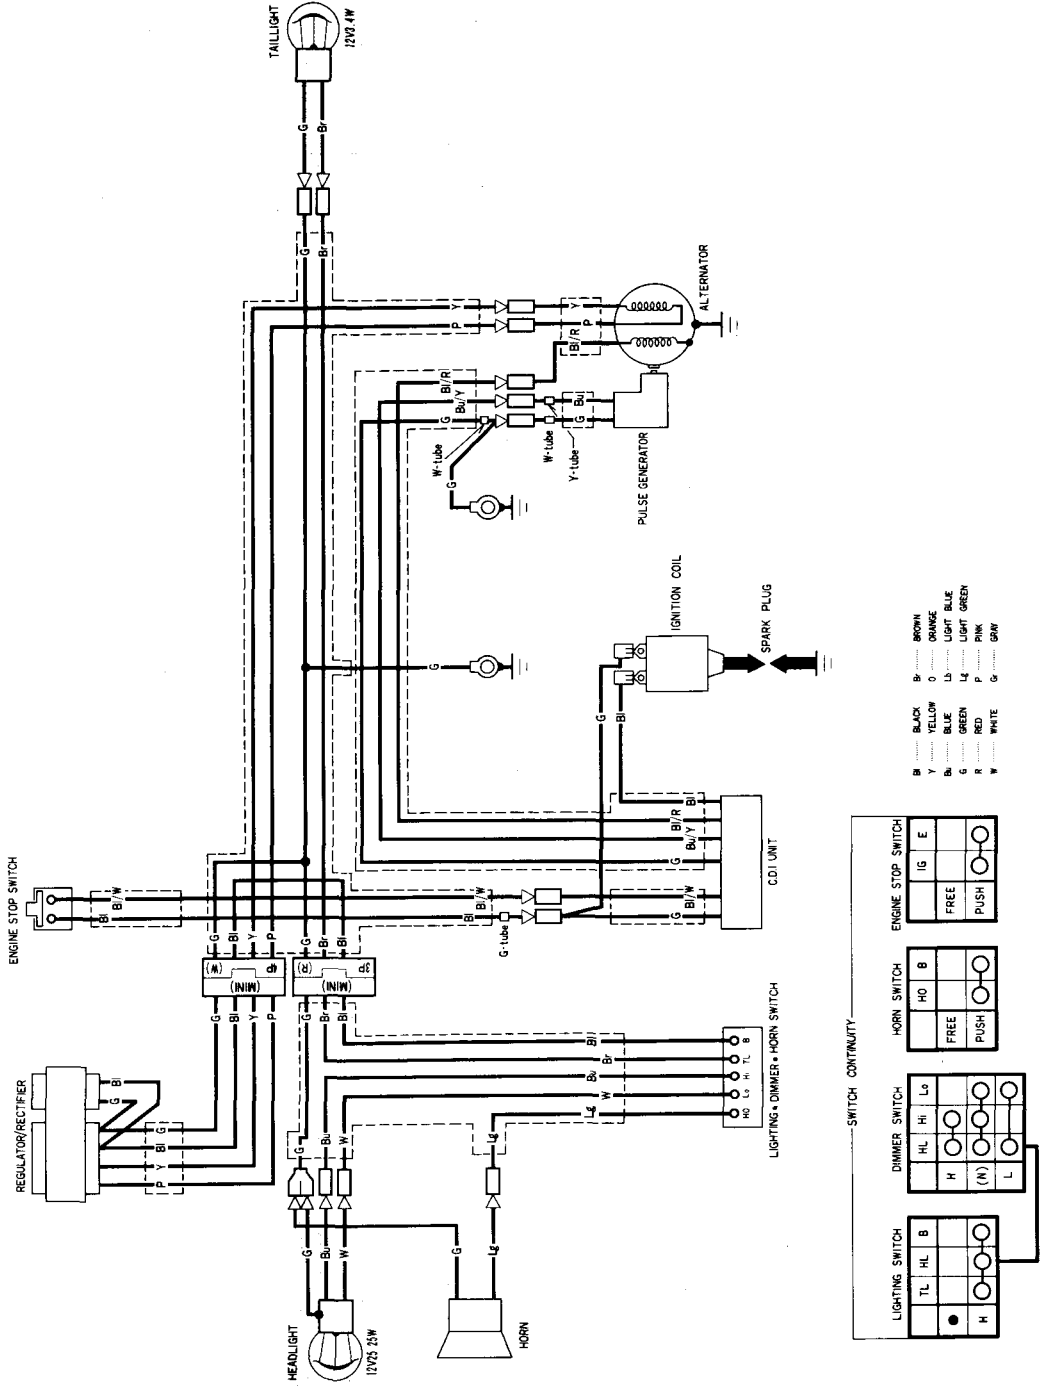 TAILLIGHT
12V3.4W
G
Br
G
Br
ALTERNATOR
Y
P
Y
P
Bl/R
Bl/R
Bu/Y
G
Bu
G
W-tube
W-tube
Y-tube
PULSE GENERATOR
G
IGNITION COIL
SPARK PLUG
G
G
Bl
Bl
Bl/R
Bu/Y
G
Bl/W
G
C.D.I UNIT
ENGINE STOP SWITCH
Bl/W
Bl
Bl/W
Bl
G-tube
G
Bl
Y
P
G
Br
Bl
(W)
4P
(MINI)
(R)
3P
(MINI)
G
Bl
Y
P
G
Br
Bl
REGULATOR/RECTIFIER
Bl
G
G
Bl
Y
P
Bl
Br
Bu
W
Lg
B
TL
Hi
Lo
HO
LIGHTING & DIMMER • HORN SWITCH
G
Bu
W
Lg
G
Bu
W
G
Lg
HEADLIGHT
12V25 25W
HORN
Bl BLACK Br BROWN
Y YELLOW O ORANGE
Bu BLUE Lb LIGHT BLUE
G GREEN Lg LIGHT GREEN
R RED P PINK
W WHITE Gr GRAY
SWITCH CONTINUITY
LIGHTING SWITCH
TL HL B
H
DIMMER SWITCH
HL Hi Lo
H
(N)
L
HORN SWITCH
HO B
FREE
PUSH
ENGINE STOP SWITCH
IG E
FREE
PUSH